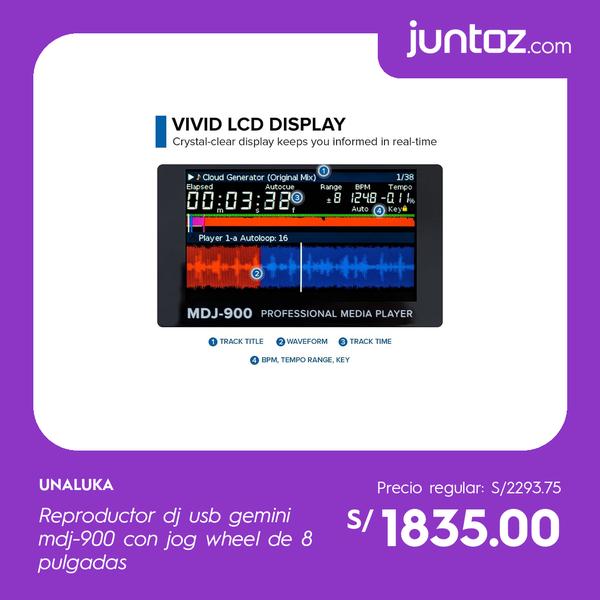 juntoz.com
VIVID LCD DISPLAY
Crystal-clear display keeps you informed in real-time
Cloud Generator (Original Mix) 1 1/38
Elapsed Autocue Range BPM Tempo
00:03:38 3 ±8 124.8 -0.11%
m s f Auto 4 Key
Player 1-a Autoloop: 16
2
MDJ-900 PROFESSIONAL MEDIA PLAYER
1 TRACK TITLE 2 WAVEFORM 3 TRACK TIME
4 BPM, TEMPO RANGE, KEY
UNALUKA
Reproductor dj usb gemini
mdj-900 con jog wheel de 8
pulgadas
Precio regular: S/2293.75
S/ 1835.00